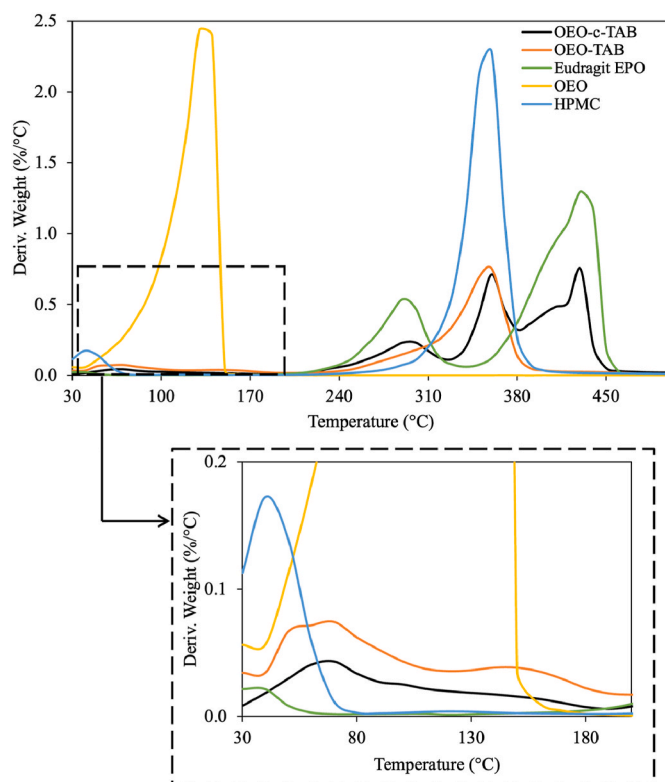 2.5
2.0
1.5
1.0
0.5
0.0
Deriv. Weight (%/°C)
OEO-c-TAB
OEO-TAB
Eudragit EPO
OEO
HPMC
30 100 170 240 310 380 450
Temperature (°C)
0.2
0.1
0.0
Deriv. Weight (%/°C)
30 80 130 180
Temperature (°C)